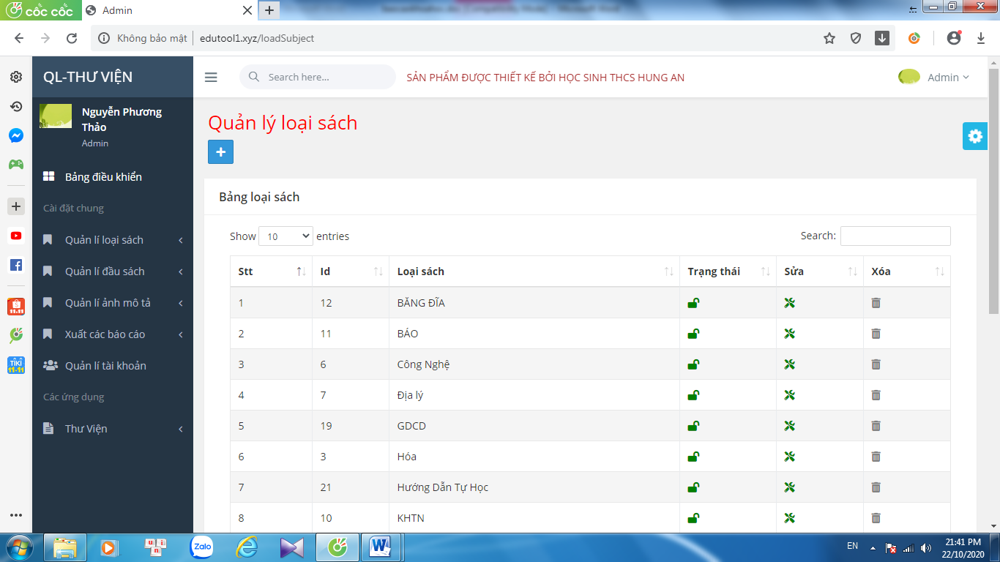 cốc cốc
Admin
Không bảo mật
edutool1.xyz/loadSubject
QL-THƯ VIỆN
Search here...
SẢN PHẨM ĐƯỢC THIẾT KẾ BỞI HỌC SINH THCS HUNG AN
Admin
Nguyễn Phương
Thảo
Admin
Bảng điều khiển
Cài đặt chung
Quản lí loại sách
Quản lí đầu sách
Quản lí ảnh mô tả
Xuất các báo cáo
Quản lí tài khoản
Các ứng dụng
Thư Viện
Quản lý loại sách
Bảng loại sách
Show 10 entries
Search:
Stt Id Loại sách Trạng thái Sửa Xóa
1 12 BĂNG ĐĨA
2 11 BÁO
3 6 Công Nghệ
4 7 Địa lý
5 19 GDCD
6 3 Hóa
7 21 Hướng Dẫn Tự Học
8 10 KHTN
11.11
TIKI
11-11
u i
n
Zalo
EN
21:41 PM
22/10/2020